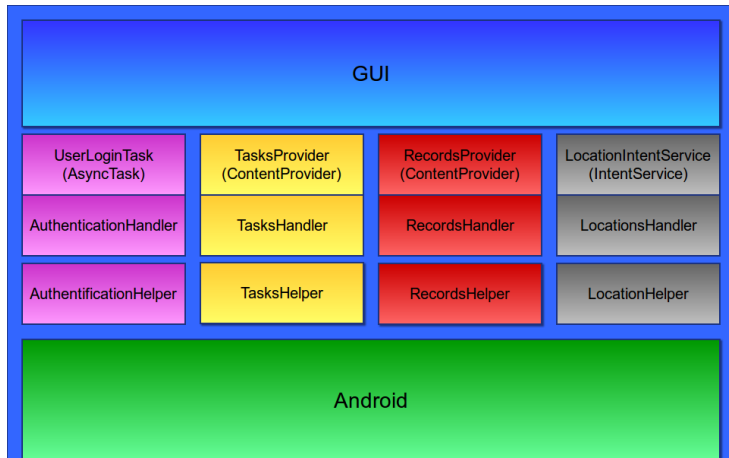 GUI
UserLoginTask
(AsyncTask)
TasksProvider
(ContentProvider)
RecordsProvider
(ContentProvider)
LocationIntentService
(IntentService)
AuthenticationHandler
TasksHandler
RecordsHandler
LocationsHandler
AuthentificationHelper
TasksHelper
RecordsHelper
LocationHelper
Android